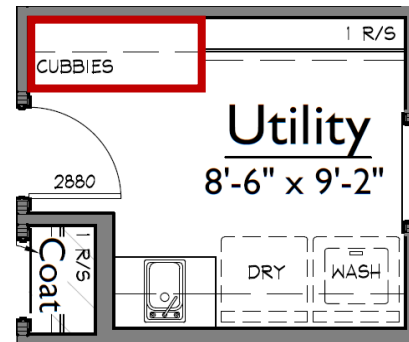 1 R/S
CUBBIES
Utility
8'-6" x 9'-2"
2880
1 R/S
Coat
DRY
WASH